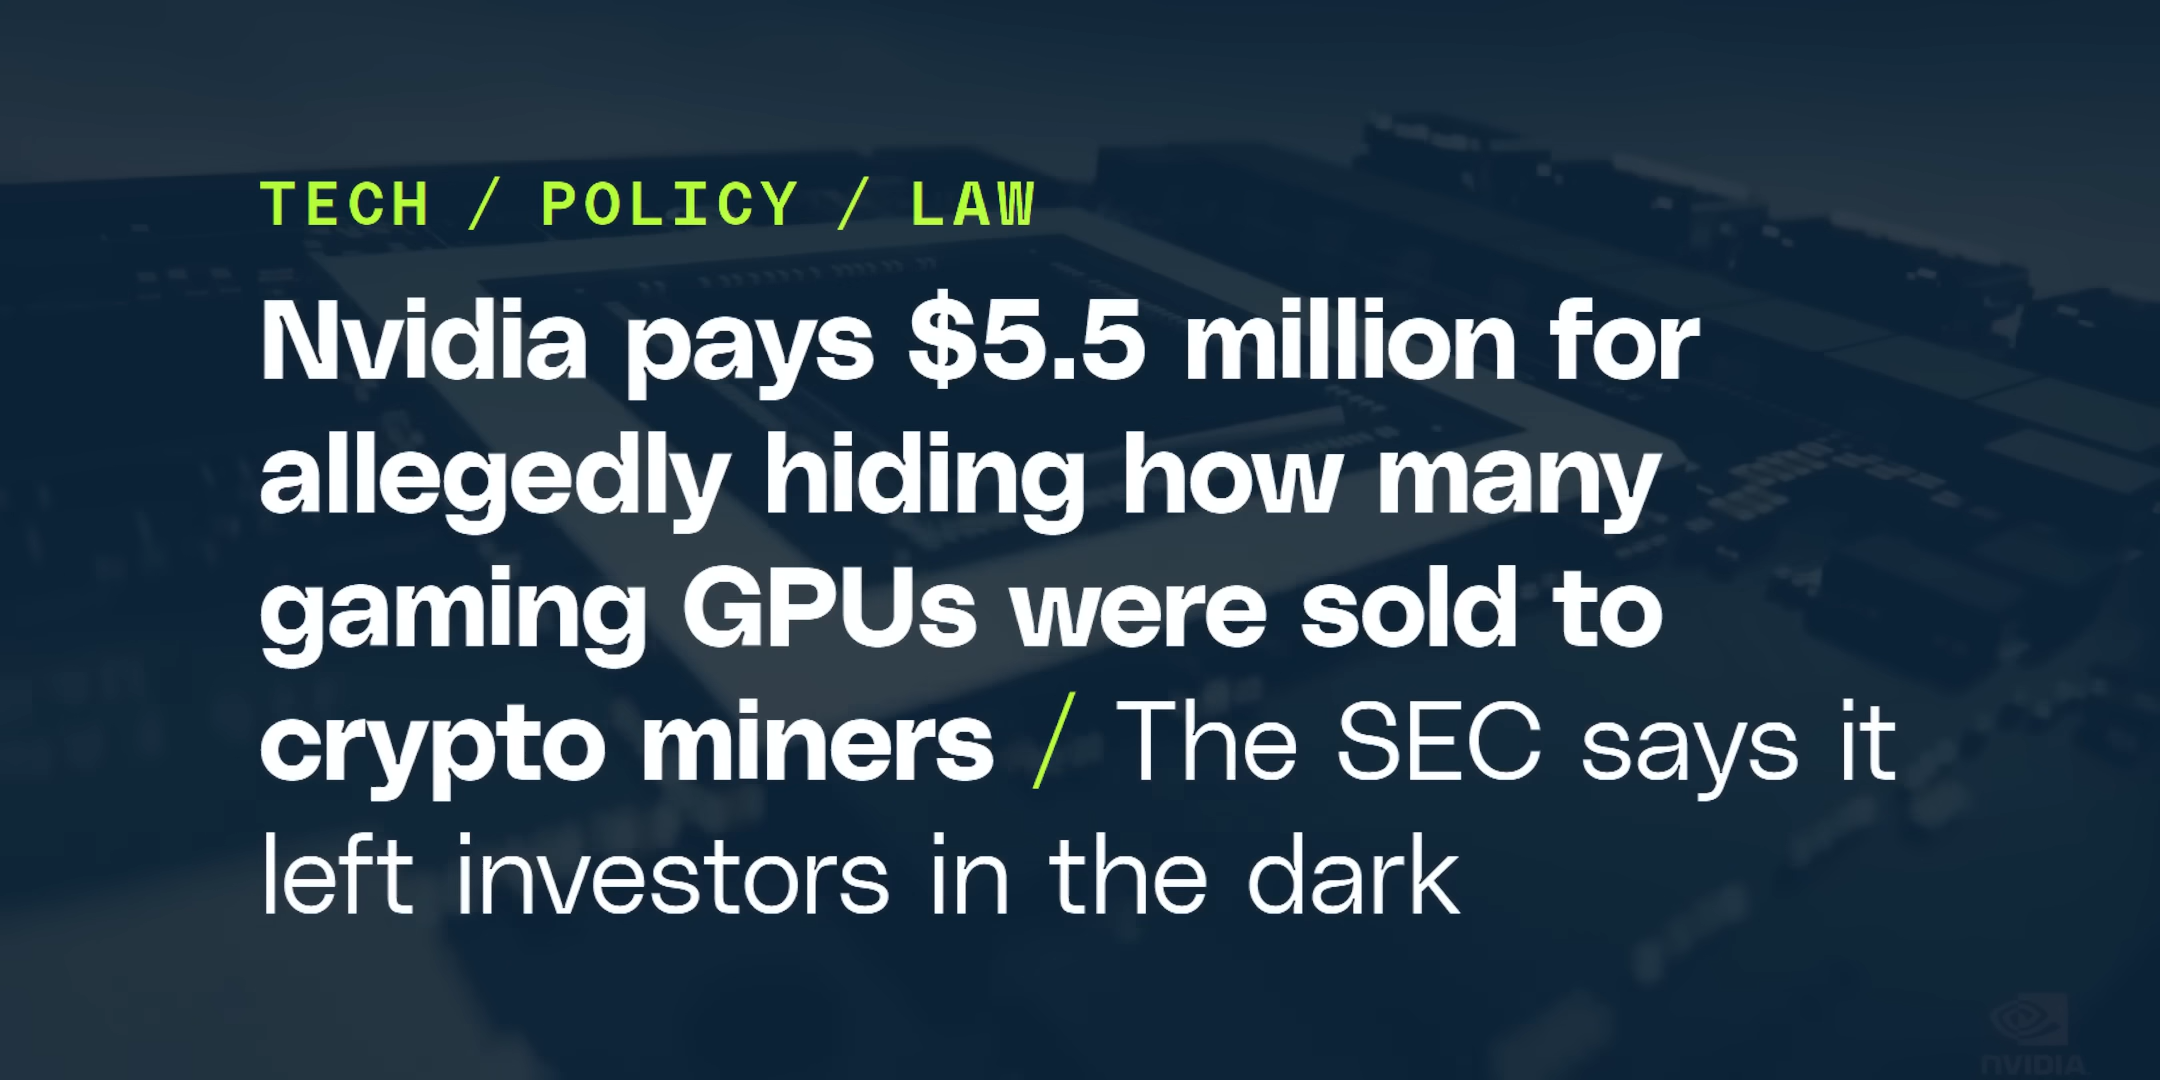 TECH / POLICY / LAW
Nvidia pays $5.5 million for
allegedly hiding how many
gaming GPUs were sold to
crypto miners / The SEC says it
left investors in the dark
NVIDIA